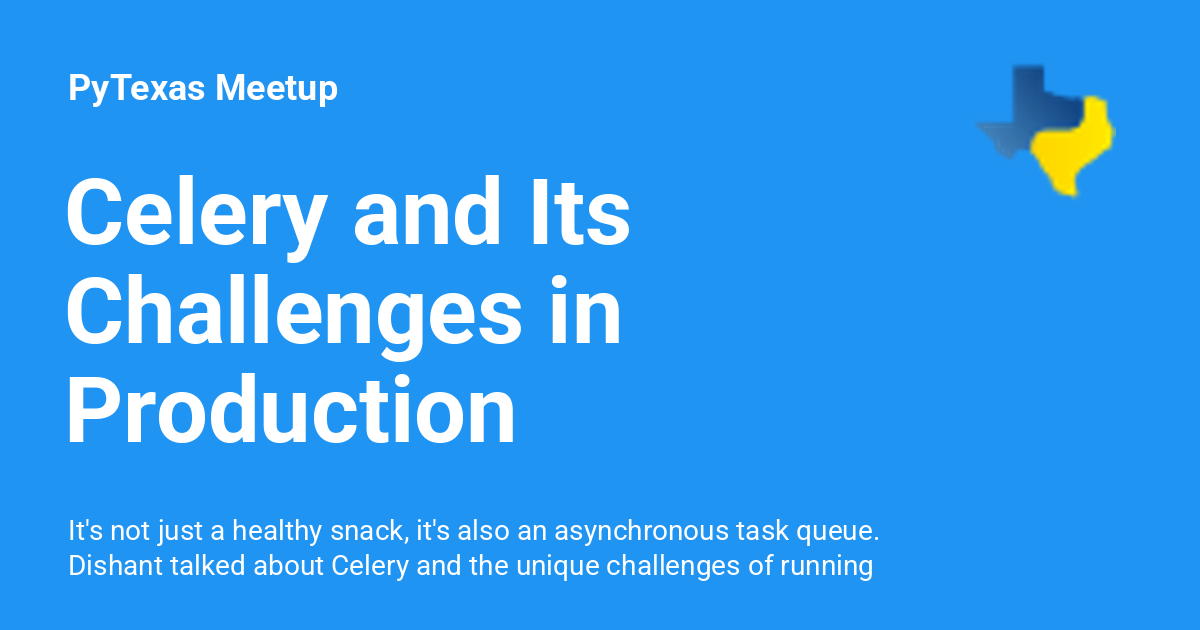 PyTexas Meetup
Celery and Its
Challenges in
Production
It's not just a healthy snack, it's also an asynchronous task queue.
Dishant talked about Celery and the unique challenges of running